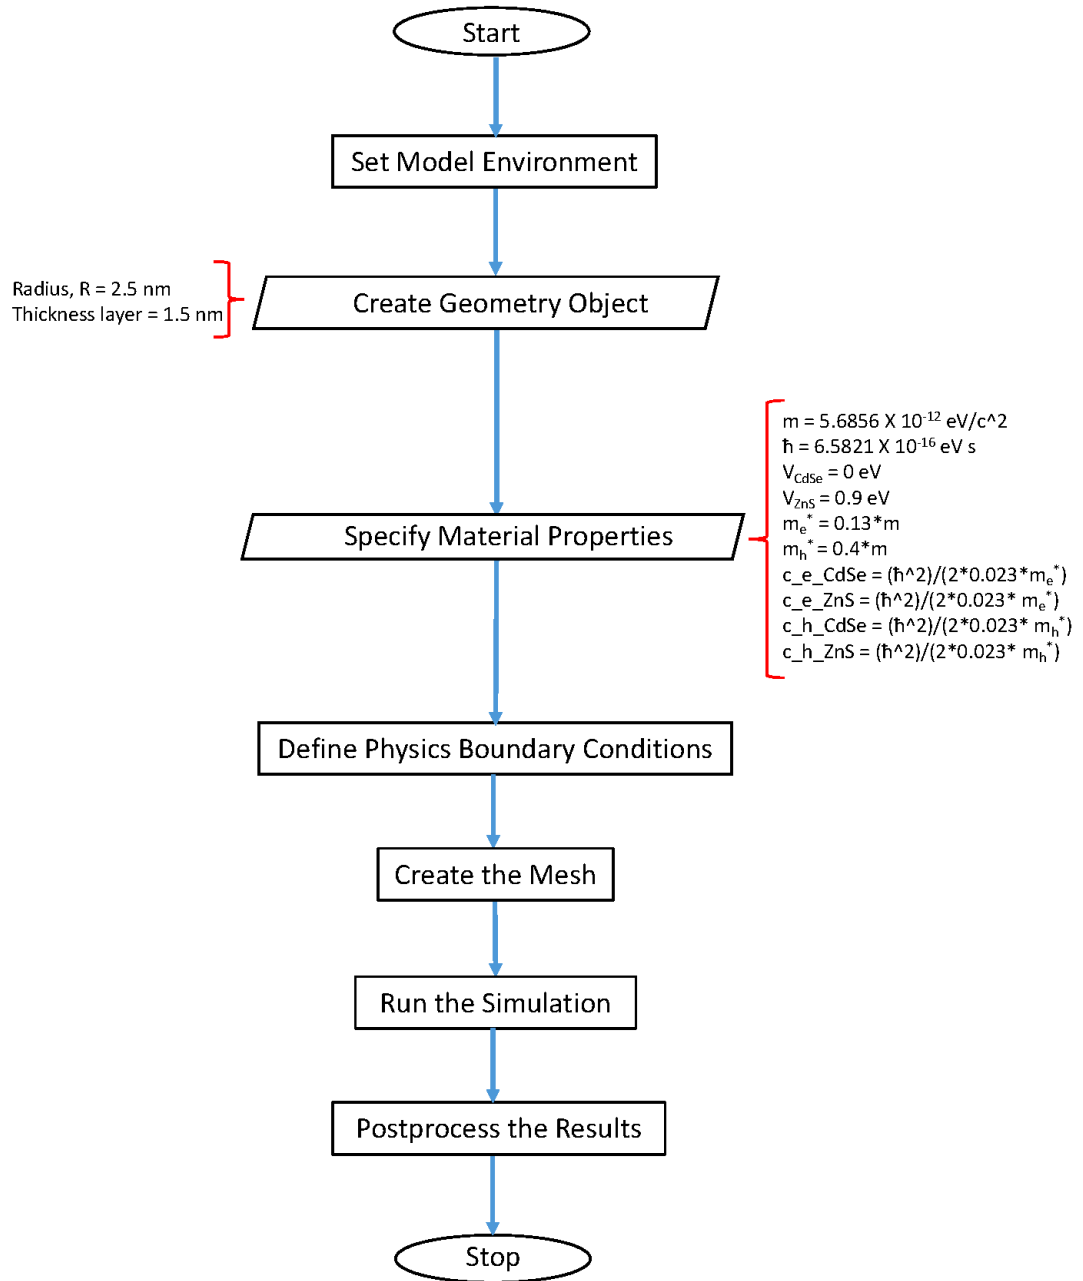 Start
Set Model Environment
Radius, R = 2.5 nm
Thickness layer = 1.5 nm
Create Geometry Object
m = 5.6856 X 10⁻¹² eV/c^2
ħ = 6.5821 X 10⁻¹⁶ eV s
V_CdSe = 0 eV
V_ZnS = 0.9 eV
mₑ* = 0.13*m
mₕ* = 0.4*m
c_e_CdSe = (ħ^2)/(2*0.023*mₑ*)
c_e_ZnS = (ħ^2)/(2*0.023* mₑ*)
c_h_CdSe = (ħ^2)/(2*0.023* mₕ*)
c_h_ZnS = (ħ^2)/(2*0.023* mₕ*)
Specify Material Properties
Define Physics Boundary Conditions
Create the Mesh
Run the Simulation
Postprocess the Results
Stop